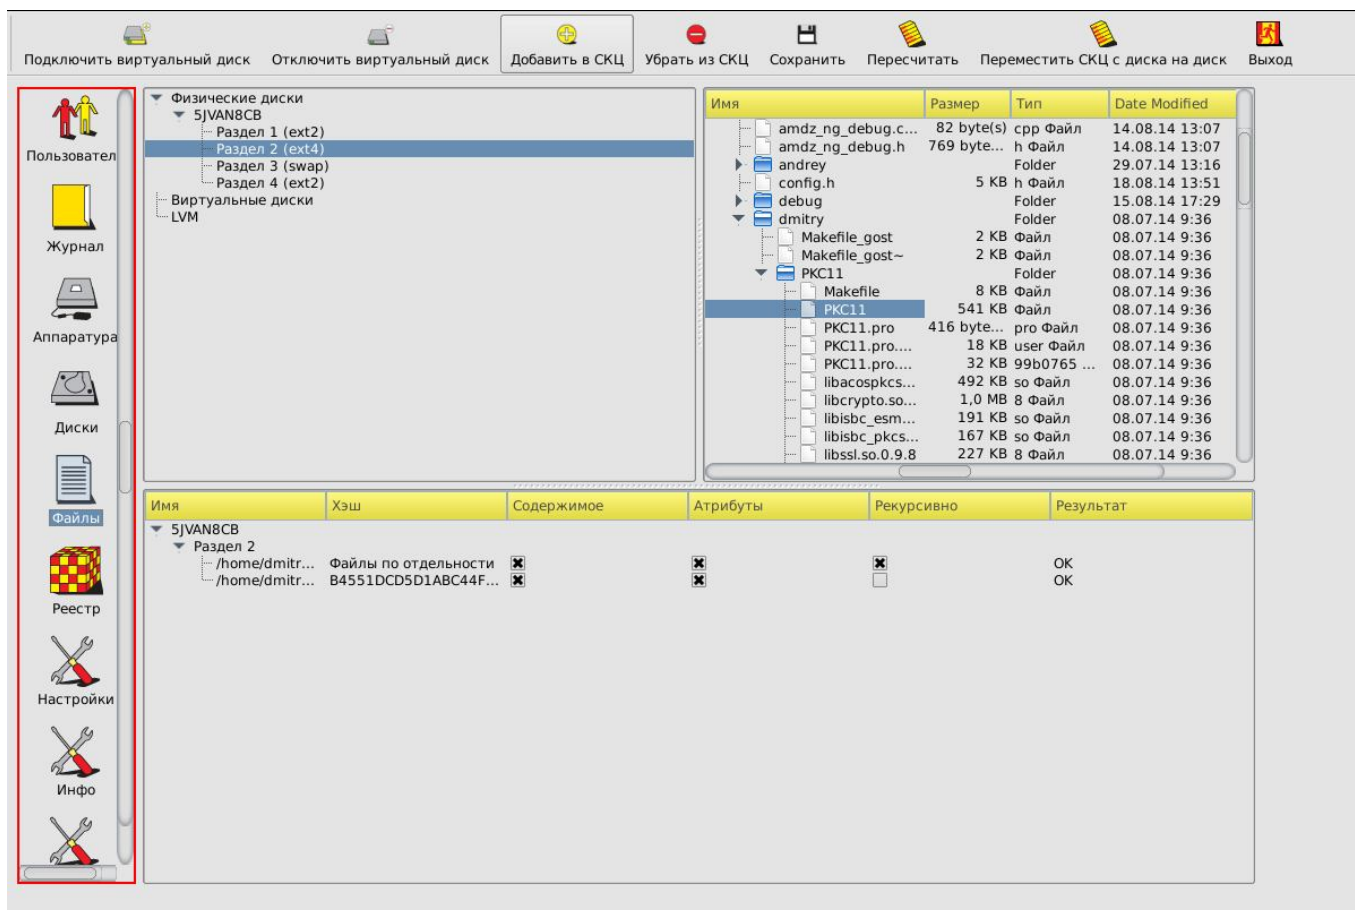 Подключить виртуальный диск Отключить виртуальный диск Добавить в СКЦ Убрать из СКЦ Сохранить Пересчитать Переместить СКЦ с диска на диск Выход
Пользовател
Журнал
Аппаратура
Диски
Файлы
Реестр
Настройки
Инфо
Физические диски
5JVAN8CB
Раздел 1 (ext2)
Раздел 2 (ext4)
Раздел 3 (swap)
Раздел 4 (ext2)
Виртуальные диски
LVM
Имя Размер Тип Date Modified
amdz_ng_debug.c... 82 byte(s) cpp Файл 14.08.14 13:07
amdz_ng_debug.h 769 byte... h Файл 14.08.14 13:07
andrey Folder 29.07.14 13:16
config.h 5 KB h Файл 18.08.14 13:51
debug Folder 15.08.14 17:29
dmitry Folder 08.07.14 9:36
Makefile_gost 2 KB Файл 08.07.14 9:36
Makefile_gost~ 2 KB Файл 08.07.14 9:36
PKC11 Folder 08.07.14 9:36
Makefile 8 KB Файл 08.07.14 9:36
PKC11 541 KB Файл 08.07.14 9:36
PKC11.pro 416 byte... pro Файл 08.07.14 9:36
PKC11.pro.... 18 KB user Файл 08.07.14 9:36
PKC11.pro.... 32 KB 99b0765 ... 08.07.14 9:36
libacospkcs... 492 KB so Файл 08.07.14 9:36
libcrypto.so... 1,0 MB 8 Файл 08.07.14 9:36
libisbc_esm... 191 KB so Файл 08.07.14 9:36
libisbc_pkcs... 167 KB so Файл 08.07.14 9:36
libssl.so.0.9.8 227 KB 8 Файл 08.07.14 9:36
Имя Хэш Содержимое Атрибуты Рекурсивно Результат
5JVAN8CB
Раздел 2
/home/dmitr... Файлы по отдельности OK
/home/dmitr... B4551DCD5D1ABC44F... OK